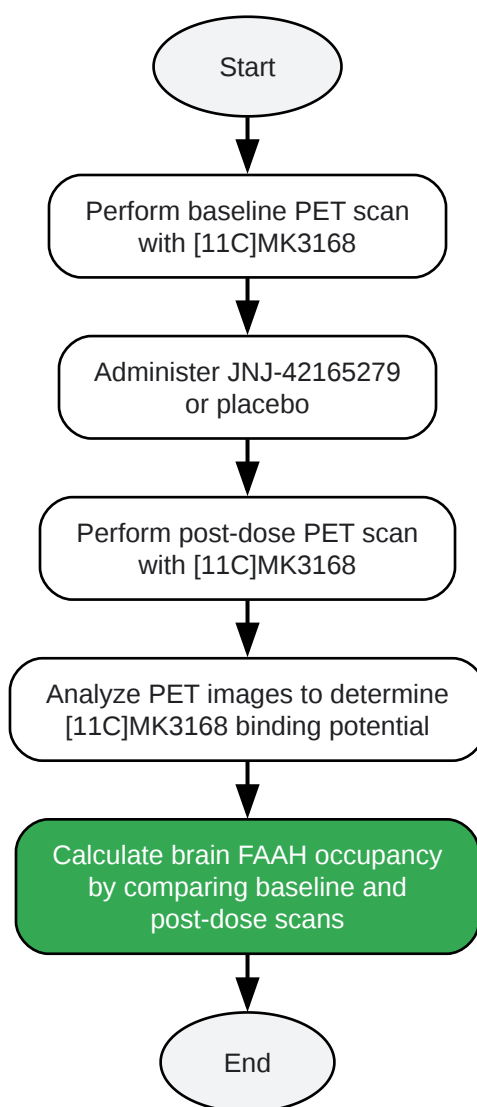 Start
Perform baseline PET scan
with [11C]MK3168
Administer JNJ-42165279
or placebo
Perform post-dose PET scan
with [11C]MK3168
Analyze PET images to determine
[11C]MK3168 binding potential
Calculate brain FAAH occupancy
by comparing baseline and
post-dose scans
End